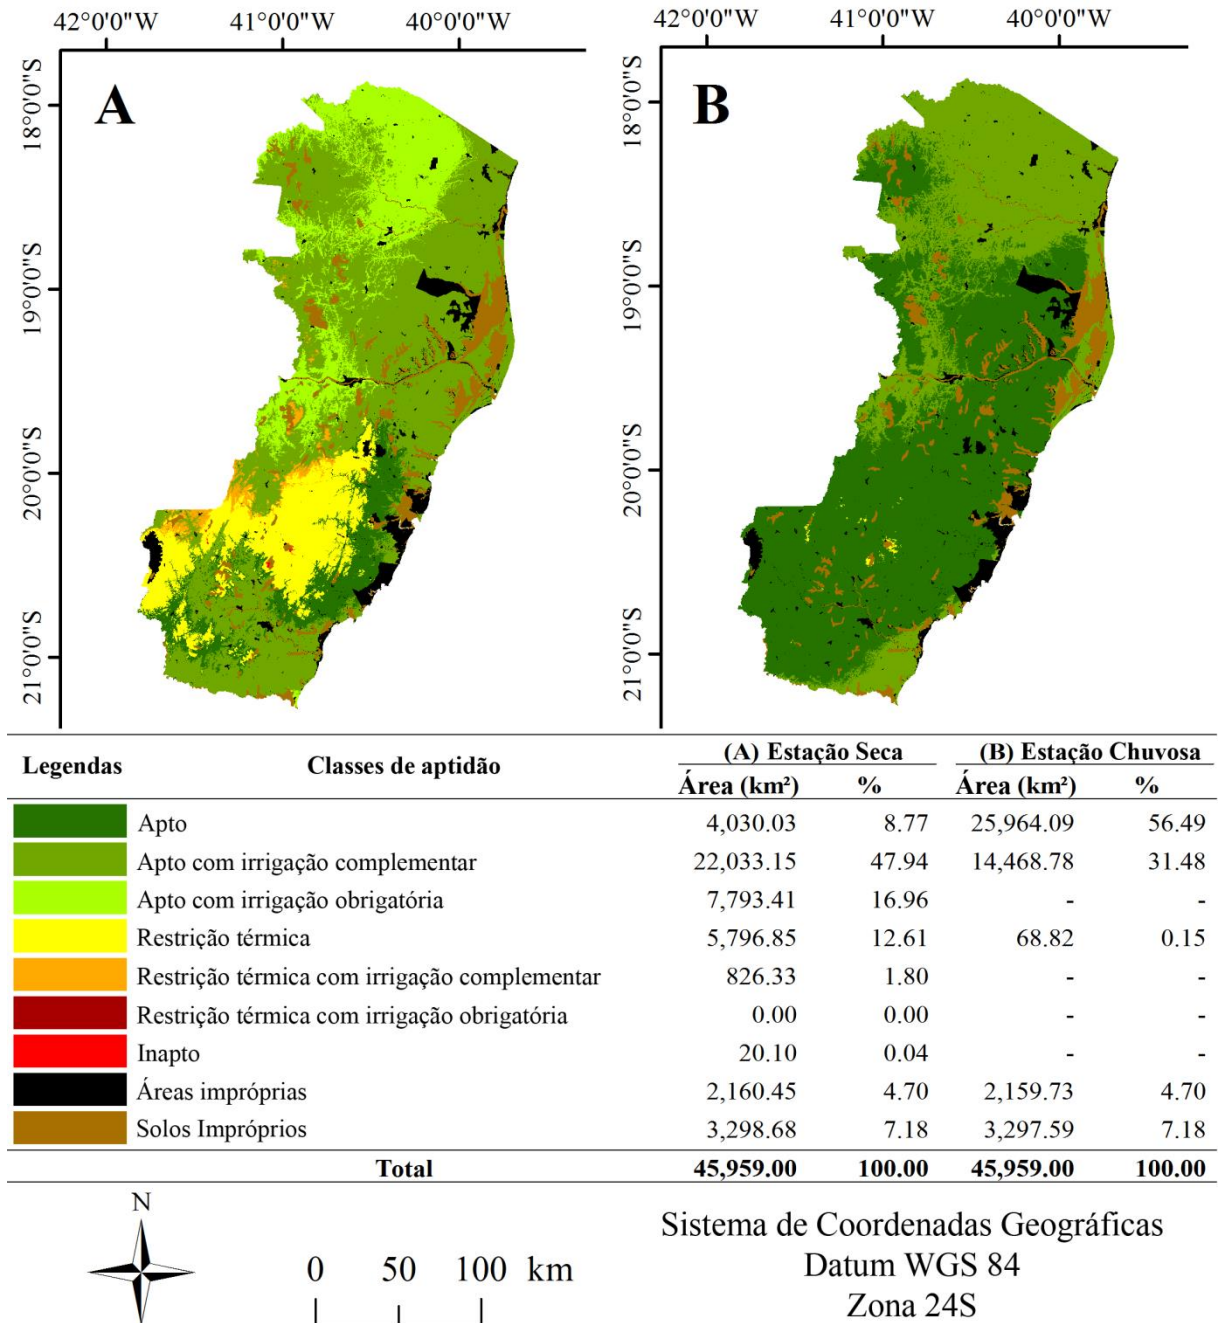 42°0'0"W 41°0'0"W 40°0'0"W 42°0'0"W 41°0'0"W 40°0'0"W
A B
18°0'0"S 18°0'0"S
19°0'0"S 19°0'0"S
20°0'0"S 20°0'0"S
21°0'0"S 21°0'0"S
Legendas Classes de aptidão (A) Estação Seca (B) Estação Chuvosa
Área (km²) % Área (km²) %
Apto 4,030.03 8.77 25,964.09 56.49
Apto com irrigação complementar 22,033.15 47.94 14,468.78 31.48
Apto com irrigação obrigatória 7,793.41 16.96 - -
Restrição térmica 5,796.85 12.61 68.82 0.15
Restrição térmica com irrigação complementar 826.33 1.80 - -
Restrição térmica com irrigação obrigatória 0.00 0.00 - -
Inapto 20.10 0.04 - -
Áreas impróprias 2,160.45 4.70 2,159.73 4.70
Solos Impróprios 3,298.68 7.18 3,297.59 7.18
Total 45,959.00 100.00 45,959.00 100.00
N
0 50 100 km
Sistema de Coordenadas Geográficas
Datum WGS 84
Zona 24S